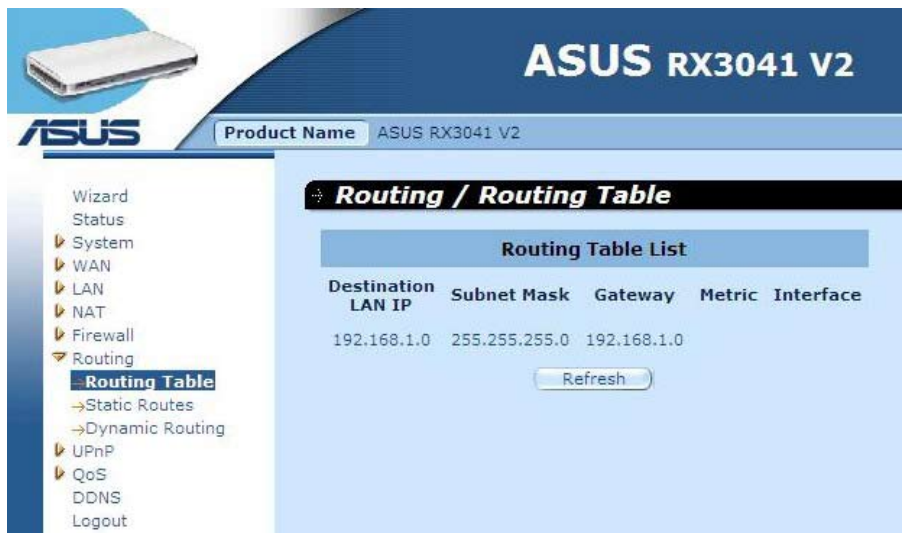 ASUS RX3041 V2
ASUS
Product Name ASUS RX3041 V2
Wizard
Status
System
WAN
LAN
NAT
Firewall
Routing
→Routing Table
→Static Routes
→Dynamic Routing
UPnP
QoS
DDNS
Logout
Routing / Routing Table
Routing Table List
Destination LAN IP Subnet Mask Gateway Metric Interface
192.168.1.0 255.255.255.0 192.168.1.0
Refresh